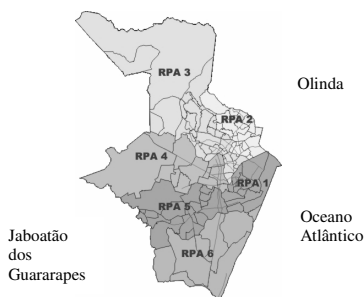 RPA 3
Olinda
RPA 2
RPA 4
RPA 1
RPA 5
Oceano
Atlântico
Jaboatão
dos
Guararapes
RPA 6